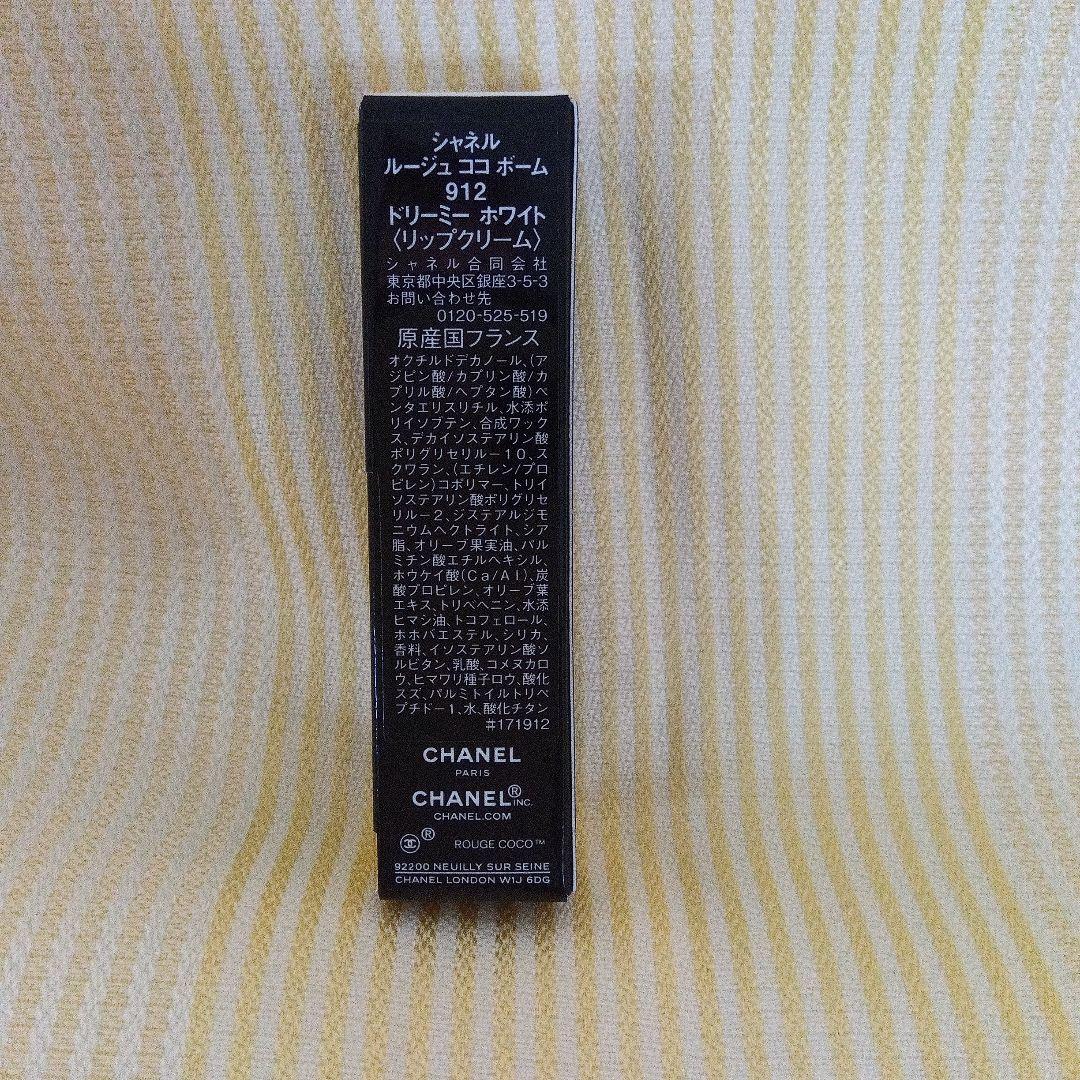 シャネル
ルージュ ココ ボーム
912
ドリーミー ホワイト
〈リップクリーム〉
シャネル合同会社
東京都中央区銀座3-5-3
お問い合わせ先
0120-525-519
原産国フランス
オクチルドデカノール、(ア
ジピン酸/カプリン酸/カ
プリル酸/ヘプタン酸)ペ
ンタエリスリチル、水添ポ
リイソブテン、合成ワック
ス、デカイソステアリン酸
ポリグリセリル-10、ス
クワラン、(エチレン/プロ
ピレン)コポリマー、トリイ
ソステアリン酸ポリグリセ
リル-2、ジステアルジモ
ニウムヘクトライト、シア
脂、オリーブ果実油、パル
ミチン酸エチルヘキシル、
ホウケイ酸(Ca/Al)、炭
酸プロピレン、オリーブ葉
エキス、トリベヘニン、水添
ヒマシ油、トコフェロール、
ホホバエステル、シリカ、
香料、イソステアリン酸ソ
ルビタン、乳酸、コメヌカロ
ウ、ヒマワリ種子ロウ、酸化
スズ、パルミトイルトリペ
プチド-1、水、酸化チタン
#171912
CHANEL
PARIS
CHANEL® INC.
CHANEL.COM
® ROUGE COCO™
92200 NEUILLY SUR SEINE
CHANEL LONDON W1J 6DG